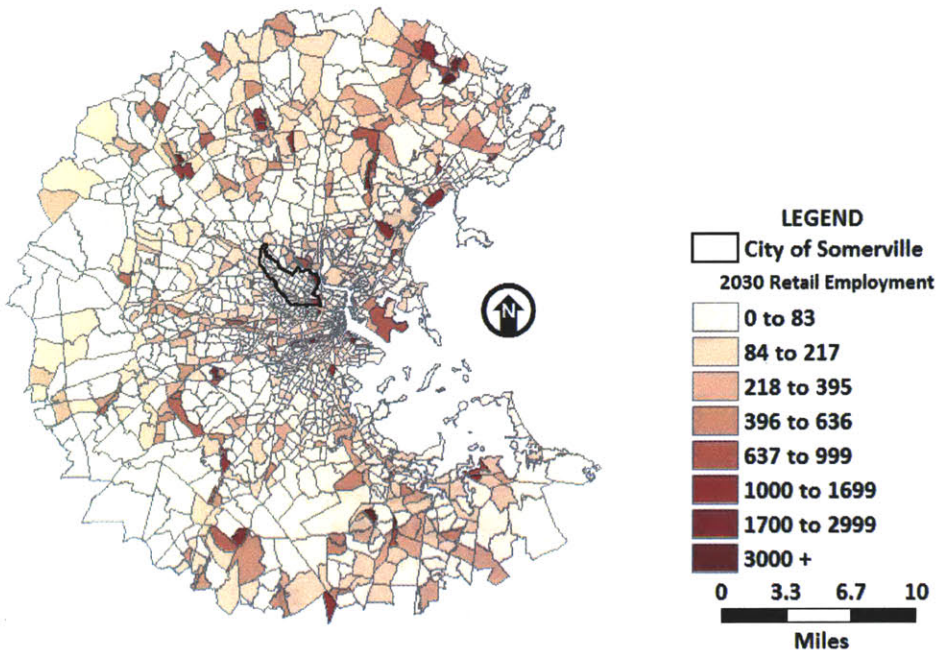 LEGEND
City of Somerville
2030 Retail Employment
0 to 83
84 to 217
218 to 395
396 to 636
637 to 999
1000 to 1699
1700 to 2999
3000 +
N
0 3.3 6.7 10
Miles